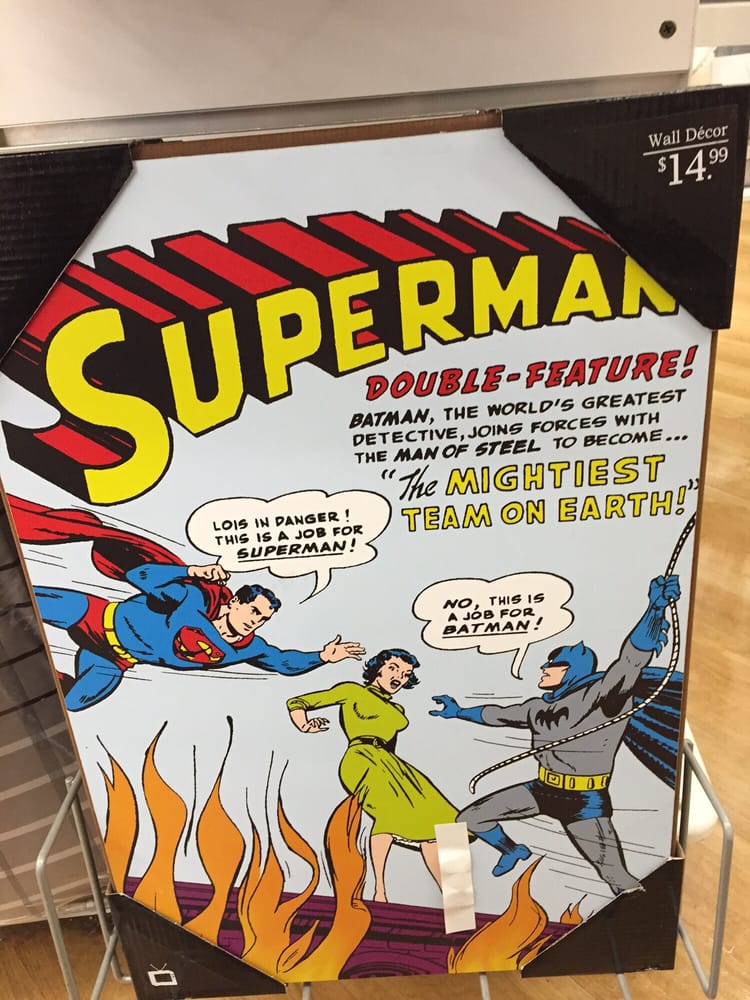 Wall Décor
$14.99
SUPERMAN
DOUBLE-FEATURE!
BATMAN, THE WORLD'S GREATEST
DETECTIVE, JOINS FORCES WITH
THE MAN OF STEEL TO BECOME...
"The MIGHTIEST
TEAM ON EARTH!"
LOIS IN DANGER!
THIS IS A JOB FOR
SUPERMAN!
NO, THIS IS
A JOB FOR
BATMAN!